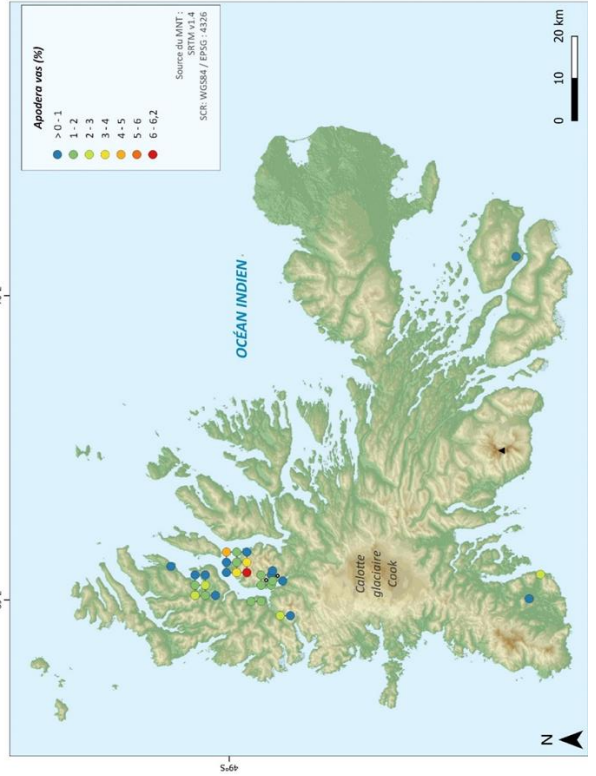 Apodera vas (%)
> 0 - 1
1 - 2
2 - 3
3 - 4
4 - 5
5 - 6
6 - 6,2
Source du MNT :
SRTM v1.4
SCR: WGS84 / EPSG : 4326
OCÉAN INDIEN
Calotte
glaciaire
Cook
49°S
N
0 10 20 km